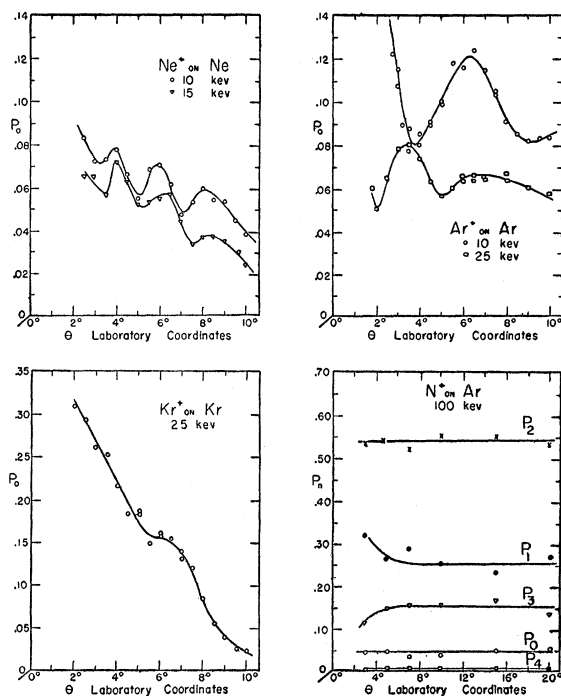 .14
.12
.10
P₀
.08
.06
.04
.02
.0
0°
2°
4°
6°
8°
10°
Ne⁺ ON Ne
○ 10 kev
▽ 15 kev
θ Laboratory Coordinates
.14
.12
.10
P₀
.08
.06
.04
.02
.0
0°
2°
4°
6°
8°
10°
Ar⁺ ON Ar
○ 10 kev
□ 25 kev
θ Laboratory Coordinates
.35
.30
.25
P₀
.20
.15
.10
.05
.0
0°
2°
4°
6°
8°
10°
Kr⁺ ON Kr
25 kev
θ Laboratory Coordinates
.70
.60
.50
Pₙ
.40
.30
.20
.10
.0
0°
4°
8°
12°
16°
20°
N⁺ ON Ar
100 kev
P₂
P₁
P₃
P₀
P₄
θ Laboratory Coordinates